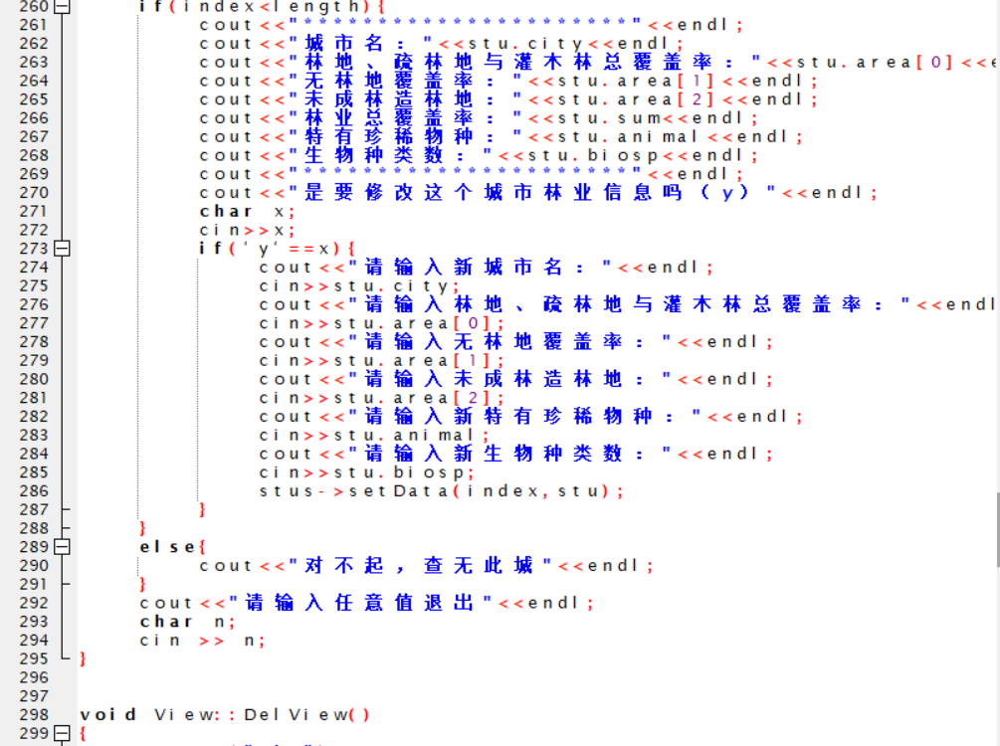 260 if(index<length){
261 cout<<"**********************"<<endl;
262 cout<<"城市名："<<stu.city<<endl;
263 cout<<"林地、疏林地与灌木林总覆盖率："<<stu.area[0]<<e
264 cout<<"无林地覆盖率："<<stu.area[1]<<endl;
265 cout<<"未成林造林地："<<stu.area[2]<<endl;
266 cout<<"林业总覆盖率："<<stu.sum<<endl;
267 cout<<"特有珍稀物种："<<stu.animal<<endl;
268 cout<<"生物种类数："<<stu.biosp<<endl;
269 cout<<"**********************"<<endl;
270 cout<<"是要修改这个城市林业信息吗（y）"<<endl;
271 char x;
272 cin>>x;
273 if('y'==x){
274 cout<<"请输入新城市名："<<endl;
275 cin>>stu.city;
276 cout<<"请输入林地、疏林地与灌木林总覆盖率："<<endl
277 cin>>stu.area[0];
278 cout<<"请输入无林地覆盖率："<<endl;
279 cin>>stu.area[1];
280 cout<<"请输入未成林造林地："<<endl;
281 cin>>stu.area[2];
282 cout<<"请输入新特有珍稀物种："<<endl;
283 cin>>stu.animal;
284 cout<<"请输入新生物种类数："<<endl;
285 cin>>stu.biosp;
286 stus->setData(index,stu);
287 }
288 }
289 else{
290 cout<<"对不起，查无此城"<<endl;
291 }
292 cout<<"请输入任意值退出"<<endl;
293 char n;
294 cin >> n;
295 }
296
297
298 void View::DelView()
299 {